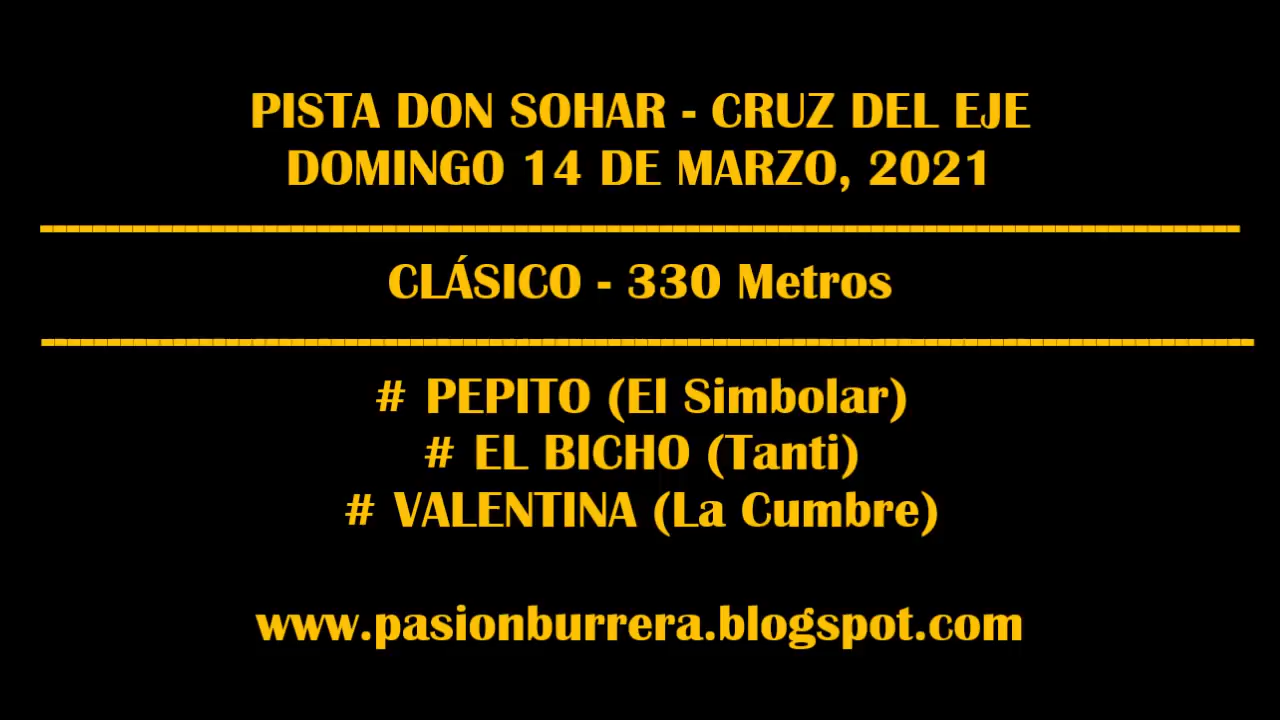 PISTA DON SOHAR - CRUZ DEL EJE
DOMINGO 14 DE MARZO, 2021
CLÁSICO - 330 Metros
# PEPITO (El Simbolar)
# EL BICHO (Tanti)
# VALENTINA (La Cumbre)
www.pasionburrera.blogspot.com